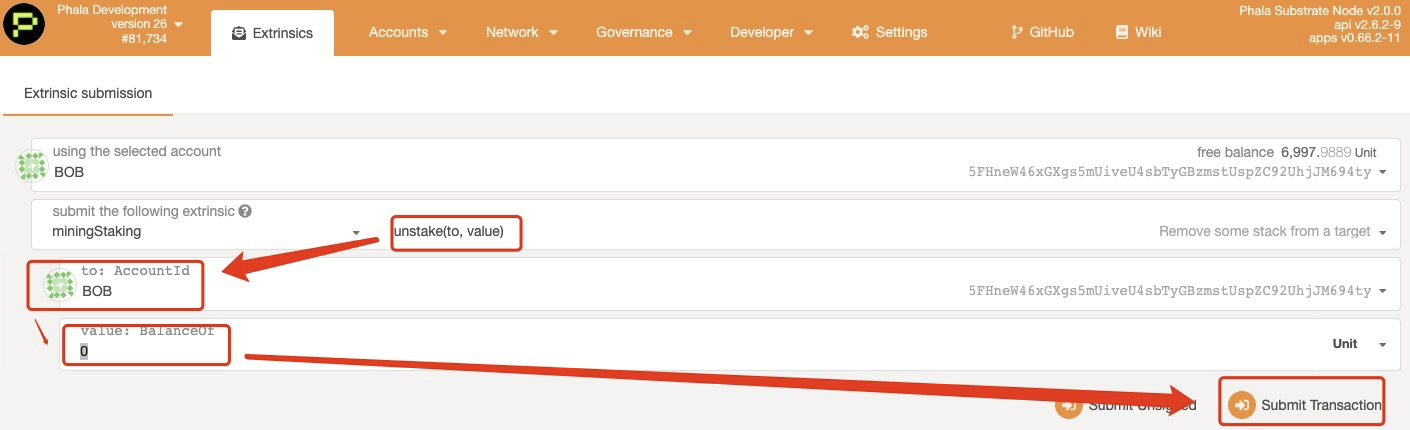 Phala Development
version 26
#81,734
Extrinsics
Accounts
Network
Governance
Developer
Settings
GitHub
Wiki
Phala Substrate Node v2.0.0
api v2.6.2-9
apps v0.66.2-11
Extrinsic submission
using the selected account
free balance 6,997.9889 Unit
BOB
5FHneW46xGXgs5mUiveU4sbTyGBzmstUspZC92UhjJM694ty
submit the following extrinsic
miningStaking
unstake(to, value)
Remove some stack from a target
to: AccountId
BOB
5FHneW46xGXgs5mUiveU4sbTyGBzmstUspZC92UhjJM694ty
value: BalanceOf
0
Unit
Submit Unsigned
Submit Transaction